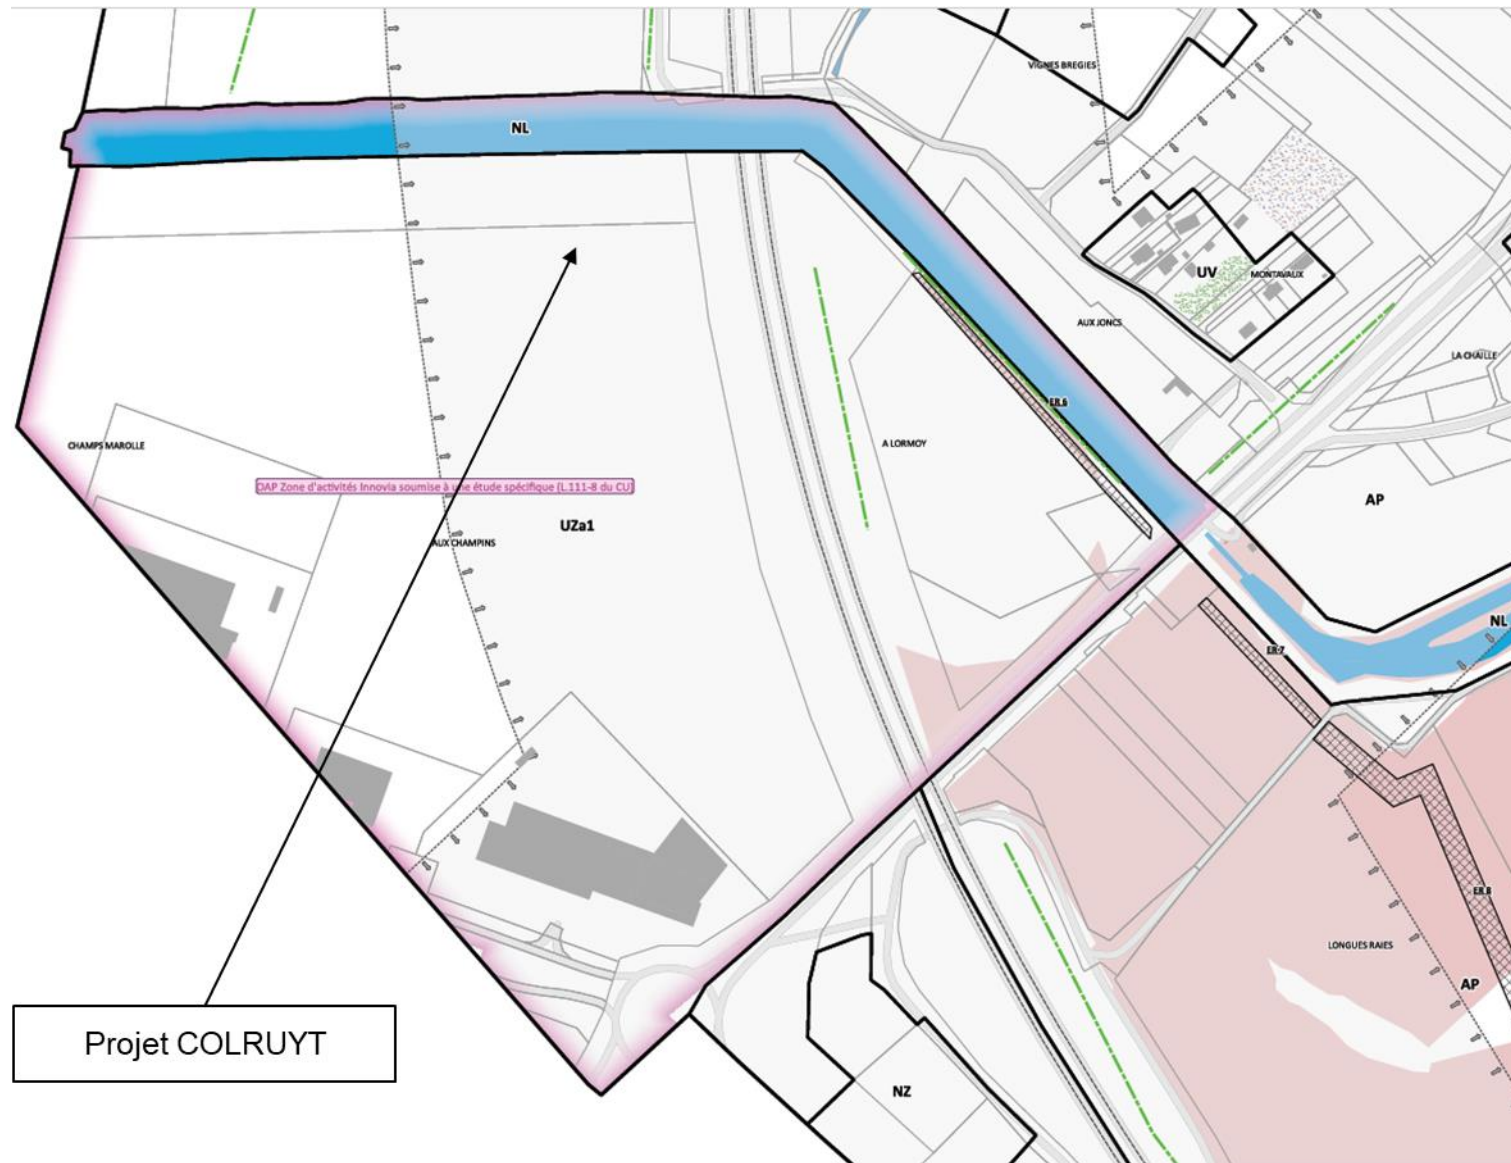 VIGNES BREGIES
NL
UV
MONTAVAUX
AUX JONCS
LA CHAILLE
ER.6
A LORMOY
CHAMPS MAROLLE
OAP Zone d'activités Innovia soumise à une étude spécifique (L.111-8 du CU)
AP
UZa1
AUX CHAMPINS
NL
ER.7
ER.8
LONGUES RAIES
AP
Projet COLRUYT
NZ